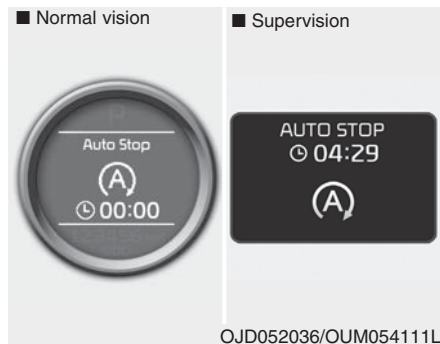 ■ Normal vision
Auto Stop
A
00:00
■ Supervision
AUTO STOP
04:29
A
OJD052036/OUM054111L